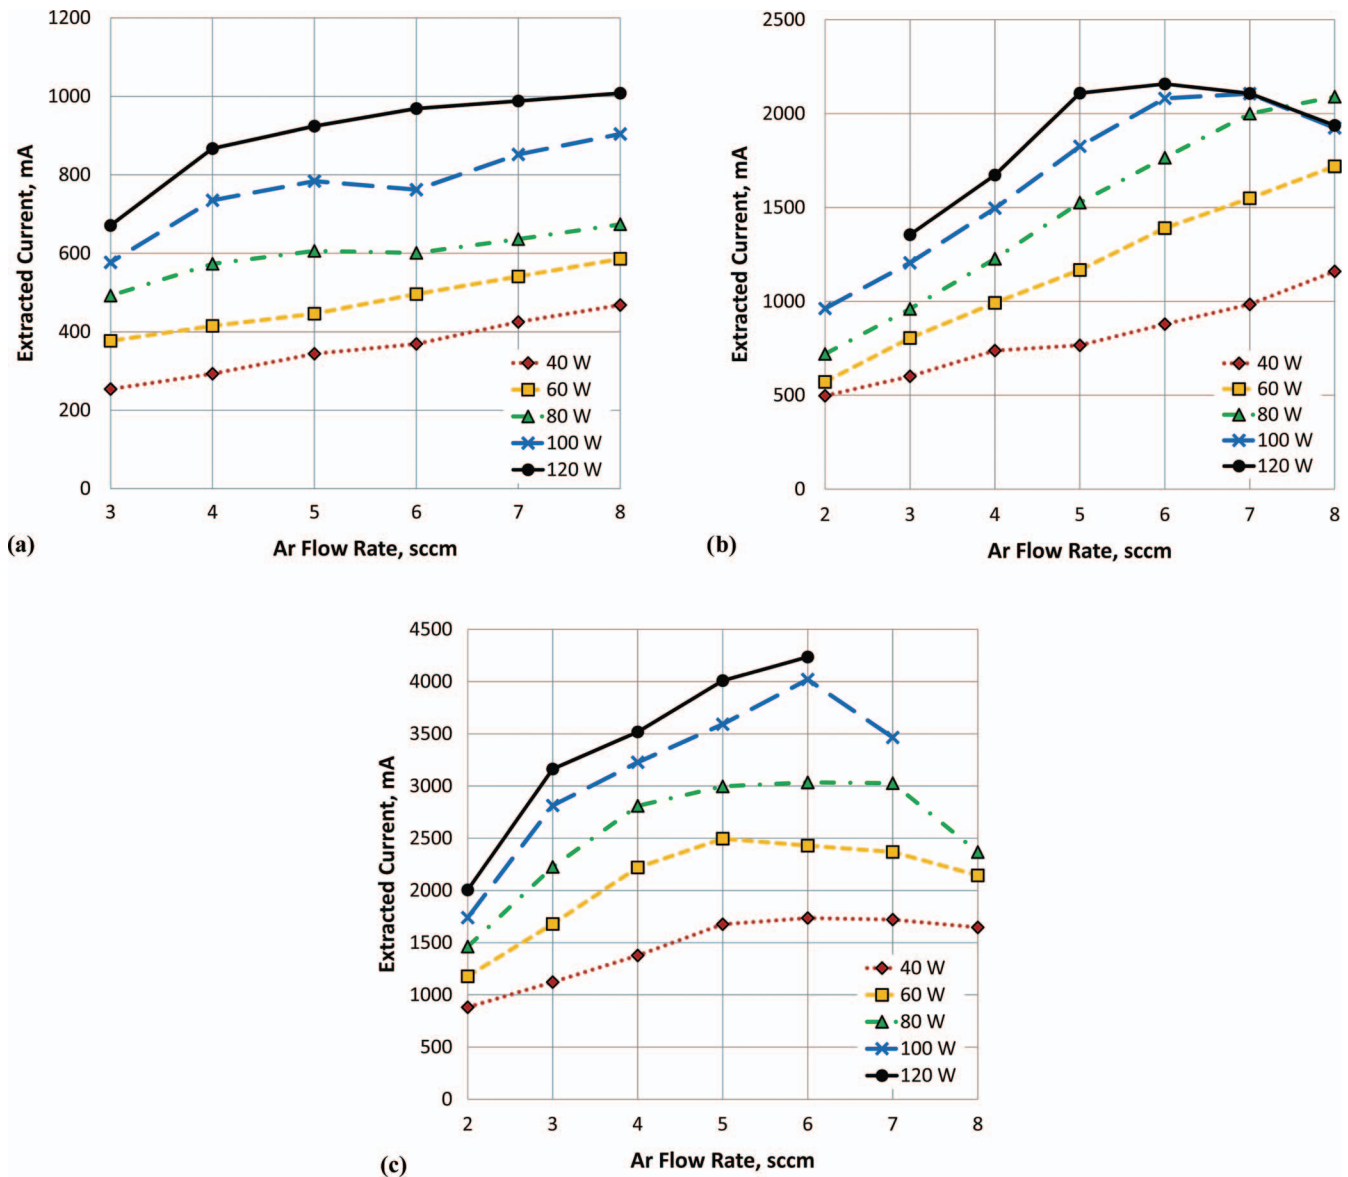 1200
1000
800
600
400
200
0
Extracted Current, mA
40 W
60 W
80 W
100 W
120 W
3 4 5 6 7 8
Ar Flow Rate, sccm
(a)
2500
2000
1500
1000
500
0
Extracted Current, mA
40 W
60 W
80 W
100 W
120 W
2 3 4 5 6 7 8
Ar Flow Rate, sccm
(b)
4500
4000
3500
3000
2500
2000
1500
1000
500
0
Extracted Current, mA
40 W
60 W
80 W
100 W
120 W
2 3 4 5 6 7 8
Ar Flow Rate, sccm
(c)